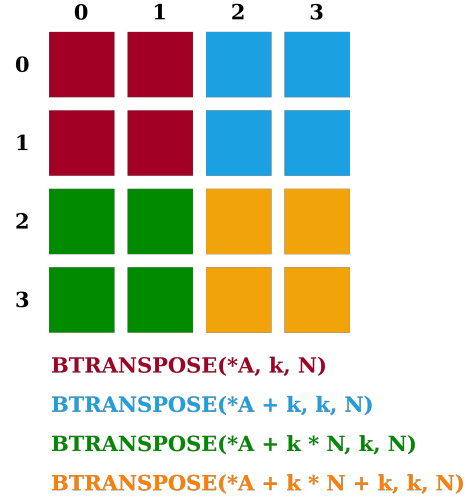 0 1 2 3
0
1
2
3
BTRANSPOSE(*A, k, N)
BTRANSPOSE(*A + k, k, N)
BTRANSPOSE(*A + k * N, k, N)
BTRANSPOSE(*A + k * N + k, k, N)